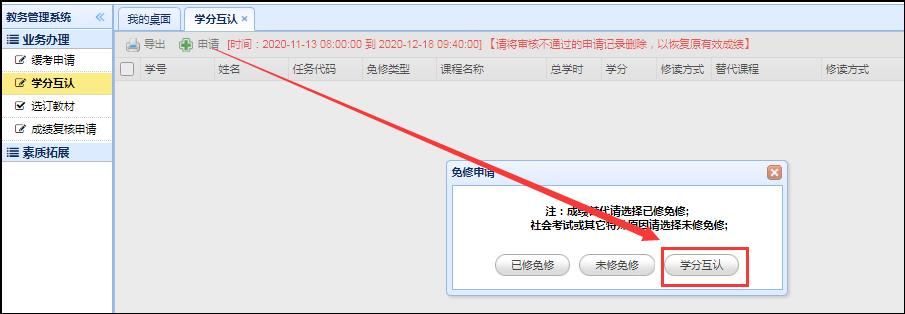 教务管理系统
我的桌面
学分互认
业务办理
缓考申请
学分互认
选订教材
成绩复核申请
素质拓展
导出 申请 [时间：2020-11-13 08:00:00 到 2020-12-18 09:40:00] 【请将审核不通过的申请记录删除，以恢复原有效成绩】
学号 姓名 任务代码 免修类型 课程名称 总学时 学分 修读方式 替代课程 修读方式
免修申请
注：成绩替代请选择已修免修;
社会考试或其它特殊原因请选择未修免修;
已修免修 未修免修 学分互认